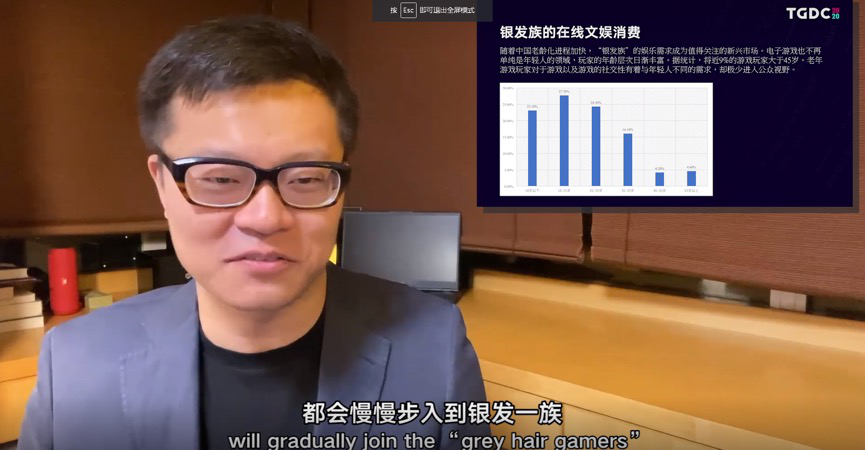 按 Esc 即可退出全屏模式
TGDC 2020
银发族的在线文娱消费
随着中国老龄化进程加快，“银发族”的娱乐需求成为值得关注的新兴市场。电子游戏也不再
单纯是年轻人的领域，玩家的年龄层次日渐丰富。据统计，将近9%的游戏玩家大于45岁。老年
游戏玩家对于游戏以及游戏的社交性有着与年轻人不同的需求，却极少进入公众视野。
都会慢慢步入到银发一族
will gradually join the “grey hair gamers”